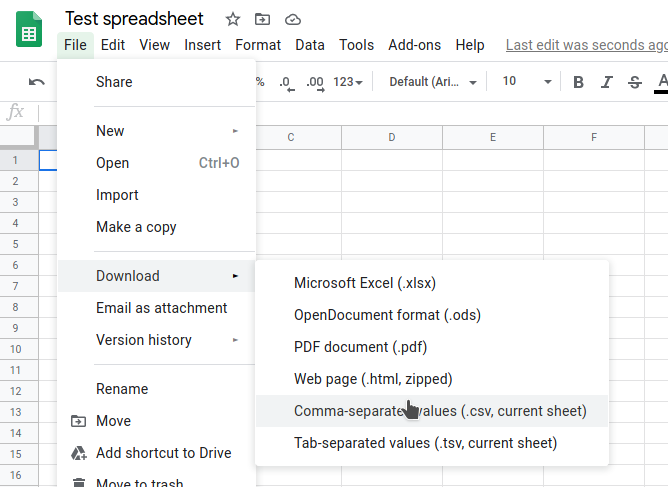 Test spreadsheet
File Edit View Insert Format Data Tools Add-ons Help Last edit was seconds ago
% .0 .00 123 Default (Ari... 10 B I S A
fx
C D E F
1
2
3
4
5
6
7
8
9
10
11
12
13
14
15
16
Share
New
Open Ctrl+O
Import
Make a copy
Download
Email as attachment
Version history
Rename
Move
Add shortcut to Drive
Move to trash
Microsoft Excel (.xlsx)
OpenDocument format (.ods)
PDF document (.pdf)
Web page (.html, zipped)
Comma-separated values (.csv, current sheet)
Tab-separated values (.tsv, current sheet)